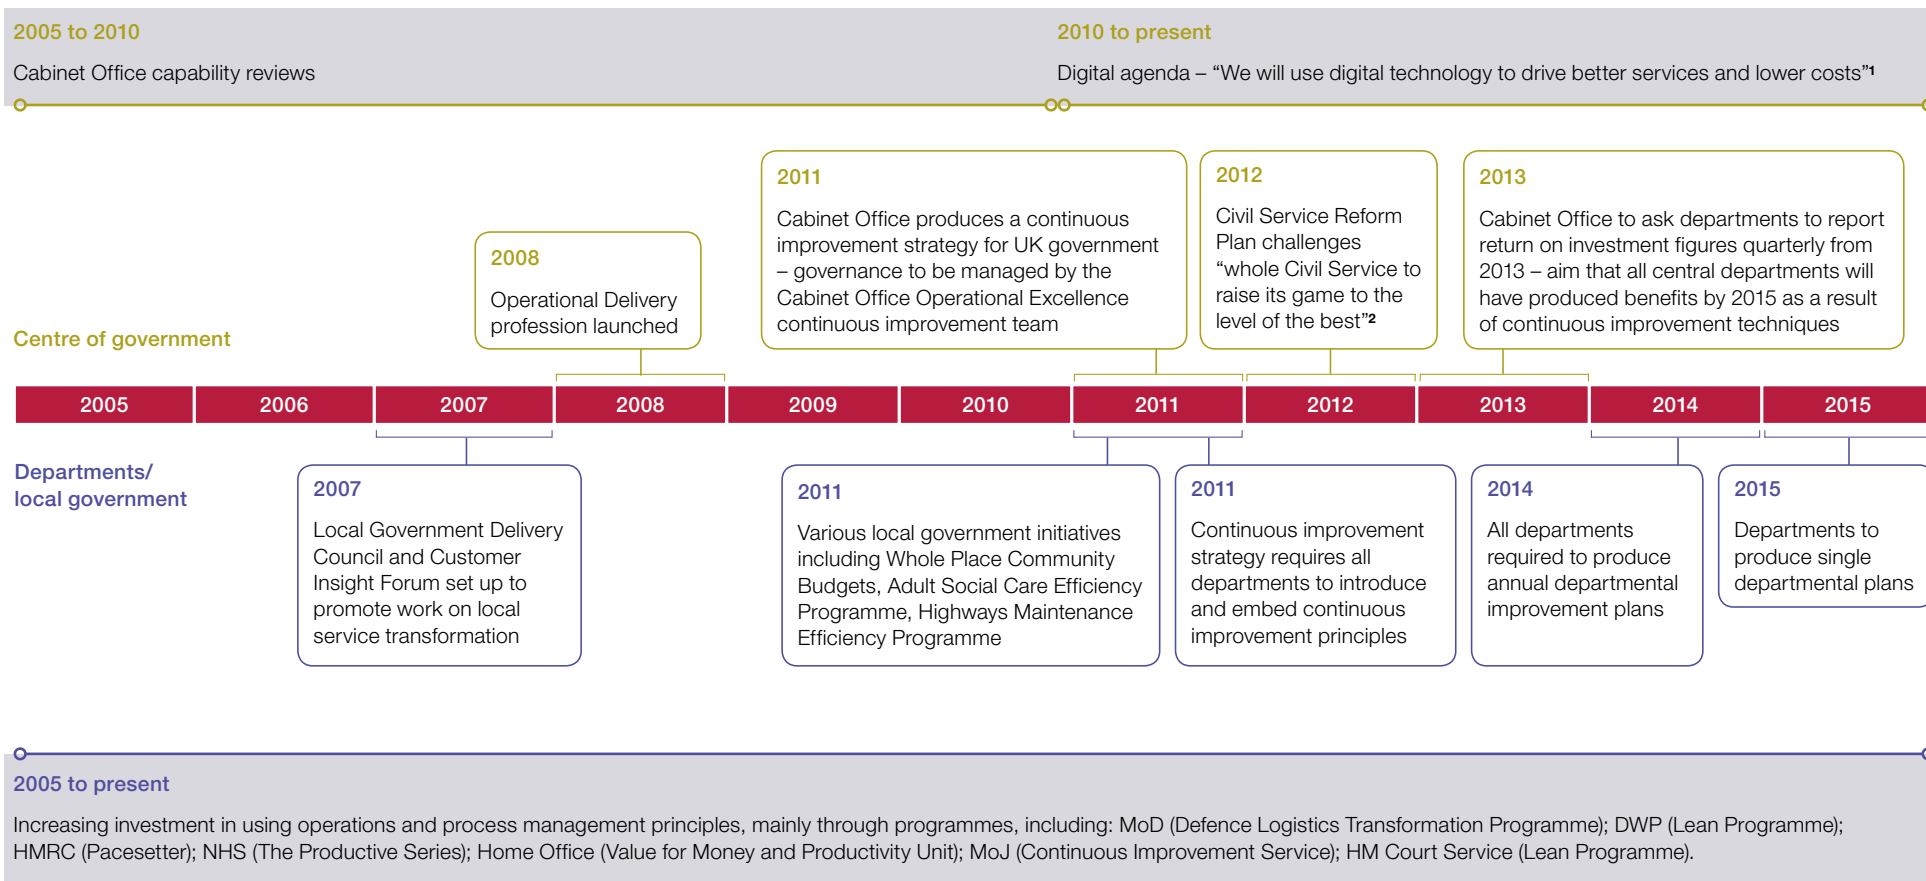 2005 to 2010
Cabinet Office capability reviews
2010 to present
Digital agenda – “We will use digital technology to drive better services and lower costs”1
2011
Cabinet Office produces a continuous
improvement strategy for UK government
– governance to be managed by the
Cabinet Office Operational Excellence
continuous improvement team
2012
Civil Service Reform
Plan challenges
“whole Civil Service to
raise its game to the
level of the best”2
2013
Cabinet Office to ask departments to report
return on investment figures quarterly from
2013 – aim that all central departments will
have produced benefits by 2015 as a result
of continuous improvement techniques
2008
Operational Delivery
profession launched
Centre of government
2005 2006 2007 2008 2009 2010 2011 2012 2013 2014 2015
Departments/
local government
2007
Local Government Delivery
Council and Customer
Insight Forum set up to
promote work on local
service transformation
2011
Various local government initiatives
including Whole Place Community
Budgets, Adult Social Care Efficiency
Programme, Highways Maintenance
Efficiency Programme
2011
Continuous improvement
strategy requires all
departments to introduce
and embed continuous
improvement principles
2014
All departments
required to produce
annual departmental
improvement plans
2015
Departments to
produce single
departmental plans
2005 to present
Increasing investment in using operations and process management principles, mainly through programmes, including: MoD (Defence Logistics Transformation Programme); DWP (Lean Programme);
HMRC (Pacesetter); NHS (The Productive Series); Home Office (Value for Money and Productivity Unit); MoJ (Continuous Improvement Service); HM Court Service (Lean Programme).